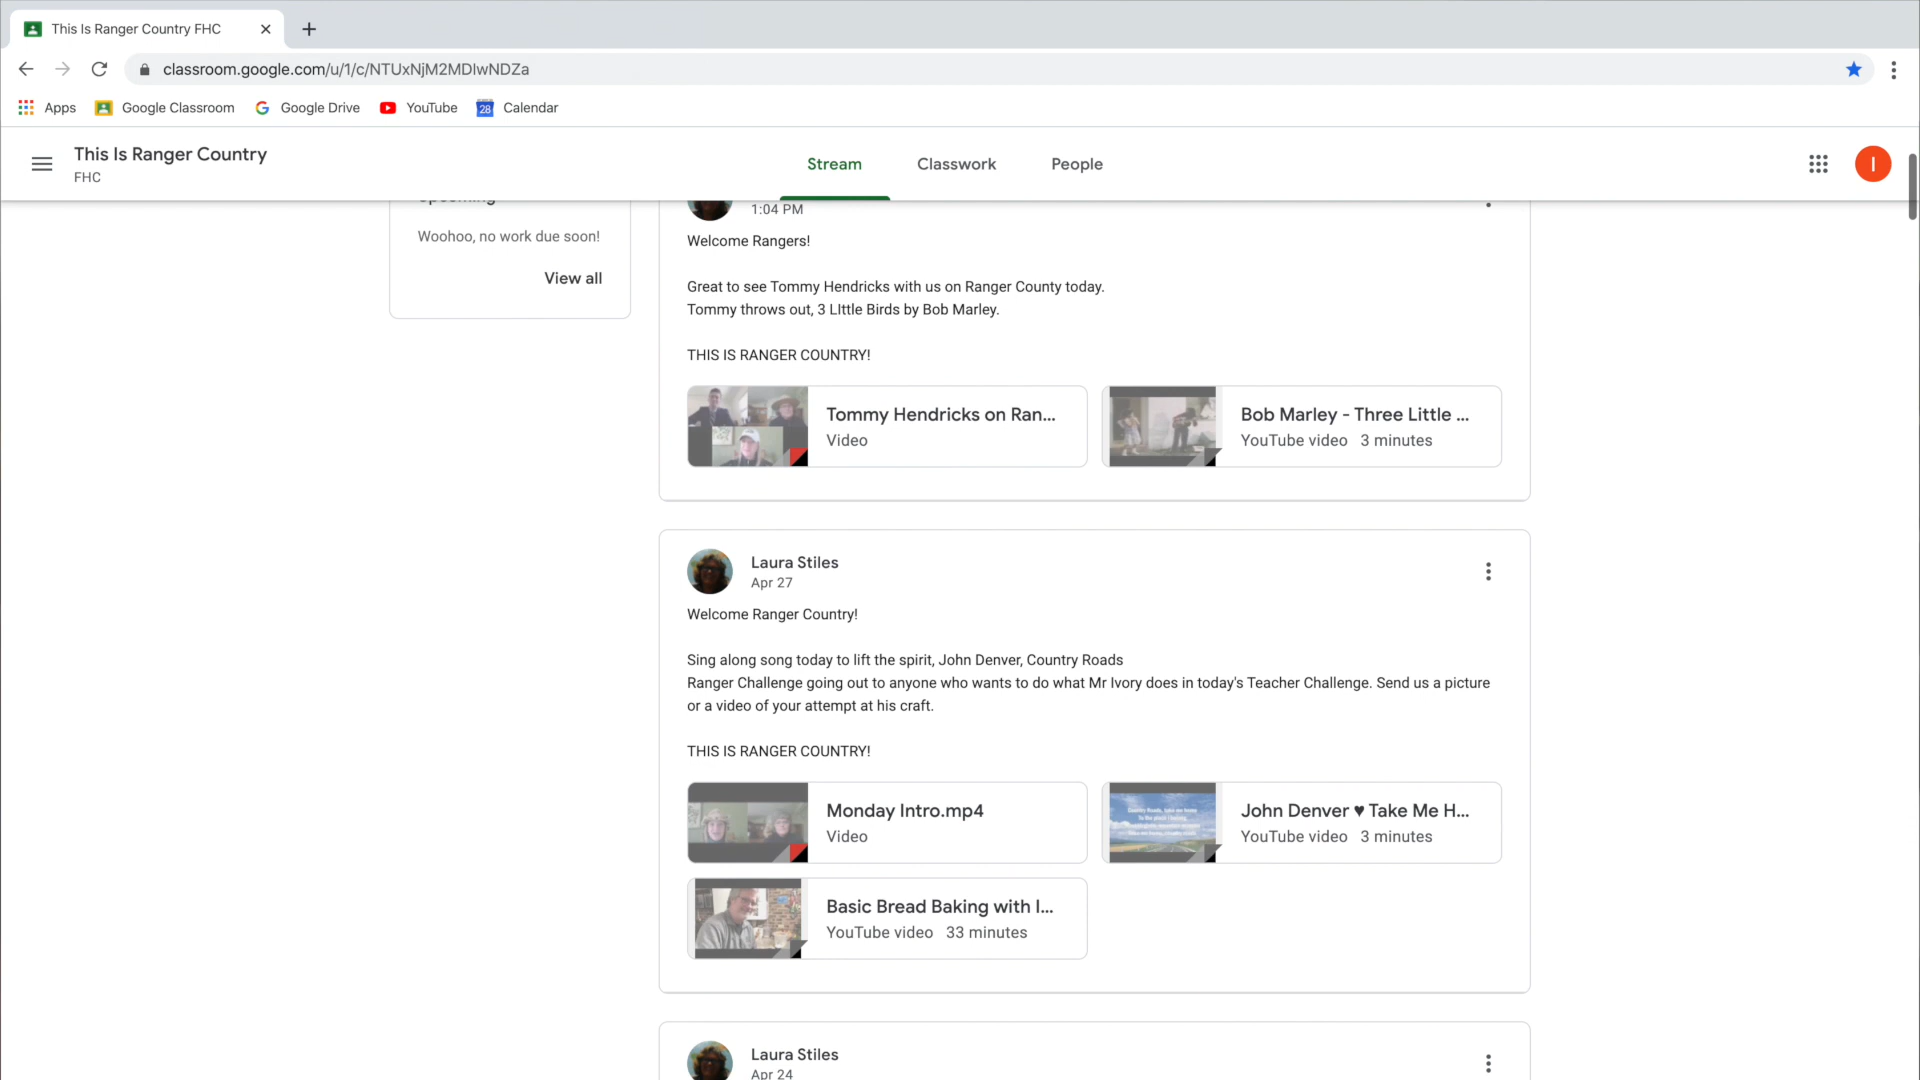 This Is Ranger Country FHC
classroom.google.com/u/1/c/NTUxNjM2MDIwNDZa
Apps Google Classroom Google Drive YouTube 28 Calendar
This Is Ranger Country
FHC
Stream Classwork People
I
Upcoming
Woohoo, no work due soon!
View all
1:04 PM
Welcome Rangers!
Great to see Tommy Hendricks with us on Ranger County today.
Tommy throws out, 3 LIttle Birds by Bob Marley.
THIS IS RANGER COUNTRY!
Tommy Hendricks on Ran...
Video
Bob Marley - Three Little ...
YouTube video 3 minutes
Laura Stiles
Apr 27
Welcome Ranger Country!
Sing along song today to lift the spirit, John Denver, Country Roads
Ranger Challenge going out to anyone who wants to do what Mr Ivory does in today's Teacher Challenge. Send us a picture
or a video of your attempt at his craft.
THIS IS RANGER COUNTRY!
Monday Intro.mp4
Video
John Denver ♥ Take Me H...
YouTube video 3 minutes
Basic Bread Baking with I...
YouTube video 33 minutes
Laura Stiles
Apr 24